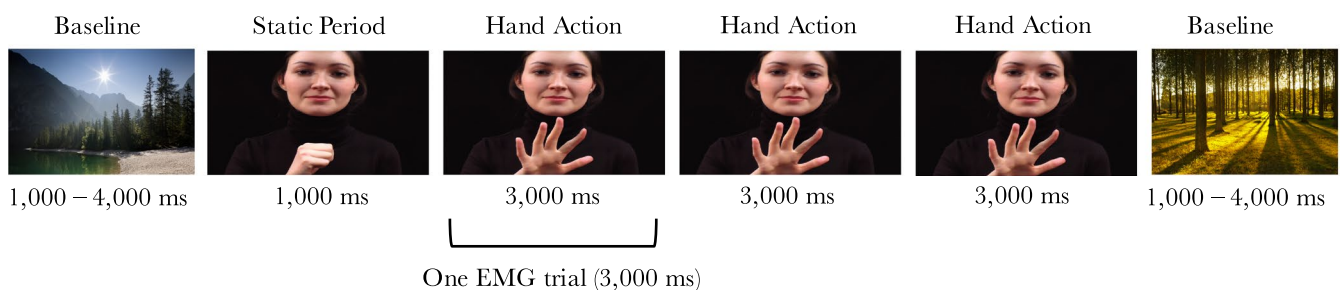 Baseline
Static Period
Hand Action
Hand Action
Hand Action
Baseline
1,000 – 4,000 ms
1,000 ms
3,000 ms
3,000 ms
3,000 ms
1,000 – 4,000 ms
One EMG trial (3,000 ms)